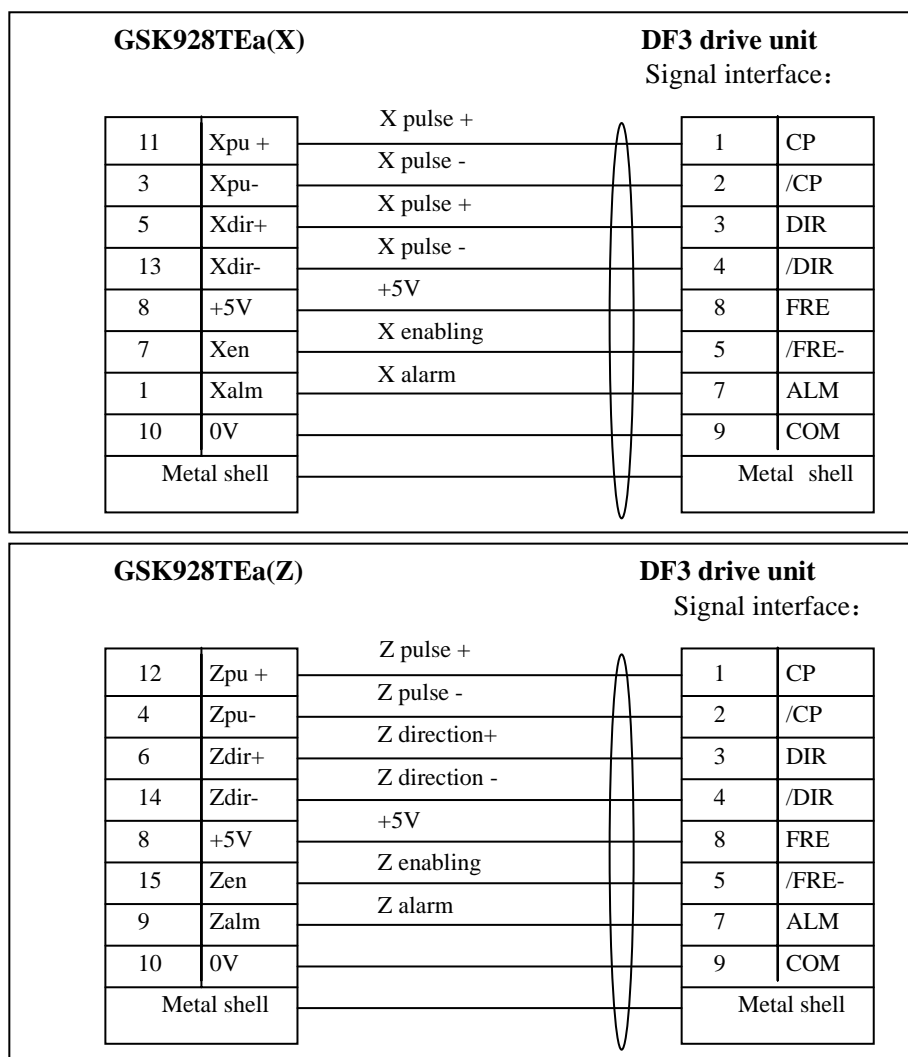 GSK928TEa(X) DF3 drive unit
Signal interface：
X pulse +
11 Xpu + 1 CP
X pulse -
3 Xpu- 2 /CP
X pulse +
5 Xdir+ 3 DIR
X pulse -
13 Xdir- 4 /DIR
+5V
8 +5V 8 FRE
X enabling
7 Xen 5 /FRE-
X alarm
1 Xalm 7 ALM
10 0V 9 COM
Metal shell Metal shell
GSK928TEa(Z) DF3 drive unit
Signal interface：
Z pulse +
12 Zpu + 1 CP
Z pulse -
4 Zpu- 2 /CP
Z direction+
6 Zdir+ 3 DIR
Z direction -
14 Zdir- 4 /DIR
+5V
8 +5V 8 FRE
Z enabling
15 Zen 5 /FRE-
Z alarm
9 Zalm 7 ALM
10 0V 9 COM
Metal shell Metal shell